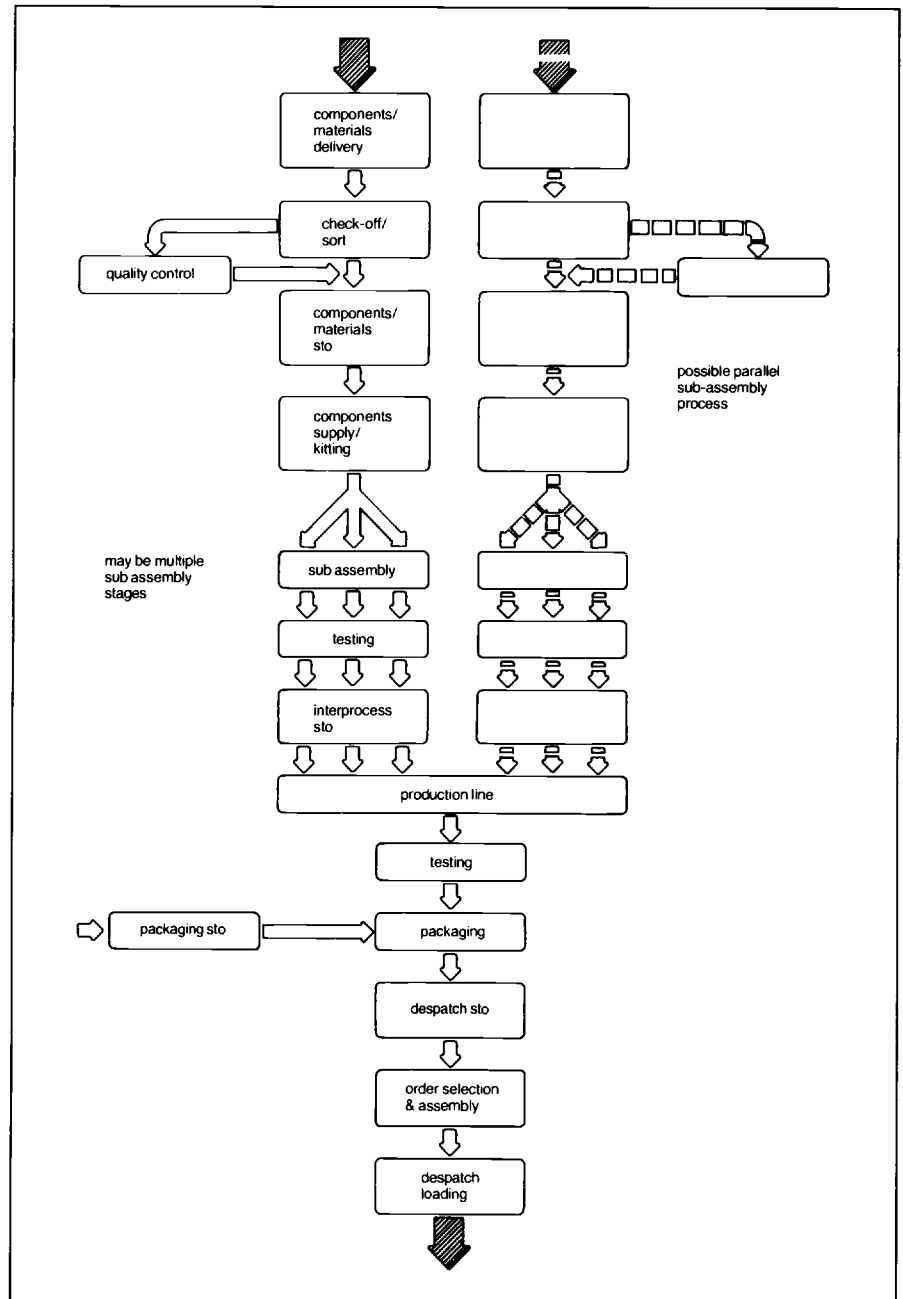 components/
materials
delivery
check-off/
sort
quality control
components/
materials
sto
possible parallel
sub-assembly
process
components
supply/
kitting
may be multiple
sub assembly
stages
sub assembly
testing
interprocess
sto
production line
testing
packaging sto
packaging
despatch sto
order selection
& assembly
despatch
loading